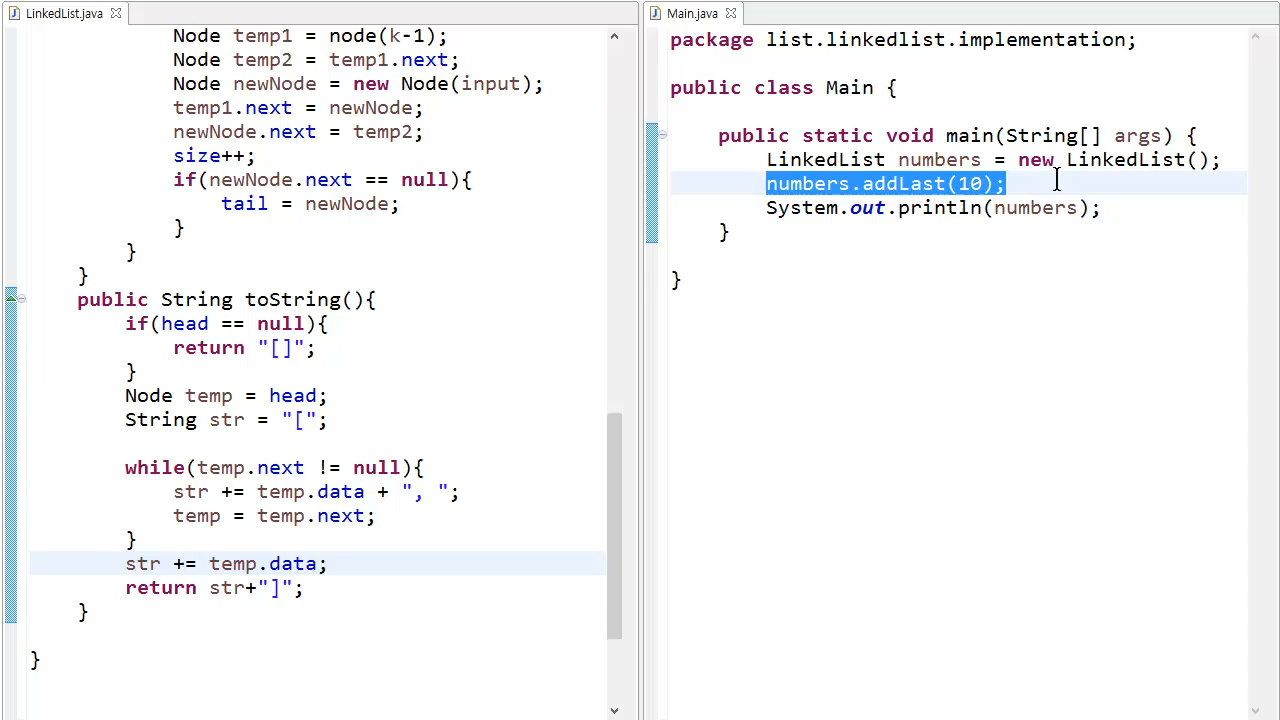 LinkedList.java
Node temp1 = node(k-1);
Node temp2 = temp1.next;
Node newNode = new Node(input);
temp1.next = newNode;
newNode.next = temp2;
size++;
if(newNode.next == null){
tail = newNode;
}
}
}
public String toString(){
if(head == null){
return "[]";
}
Node temp = head;
String str = "[";
while(temp.next != null){
str += temp.data + ", ";
temp = temp.next;
}
str += temp.data;
return str+"]";
}
}
Main.java
package list.linkedlist.implementation;
public class Main {
public static void main(String[] args) {
LinkedList numbers = new LinkedList();
numbers.addLast(10);
System.out.println(numbers);
}
}